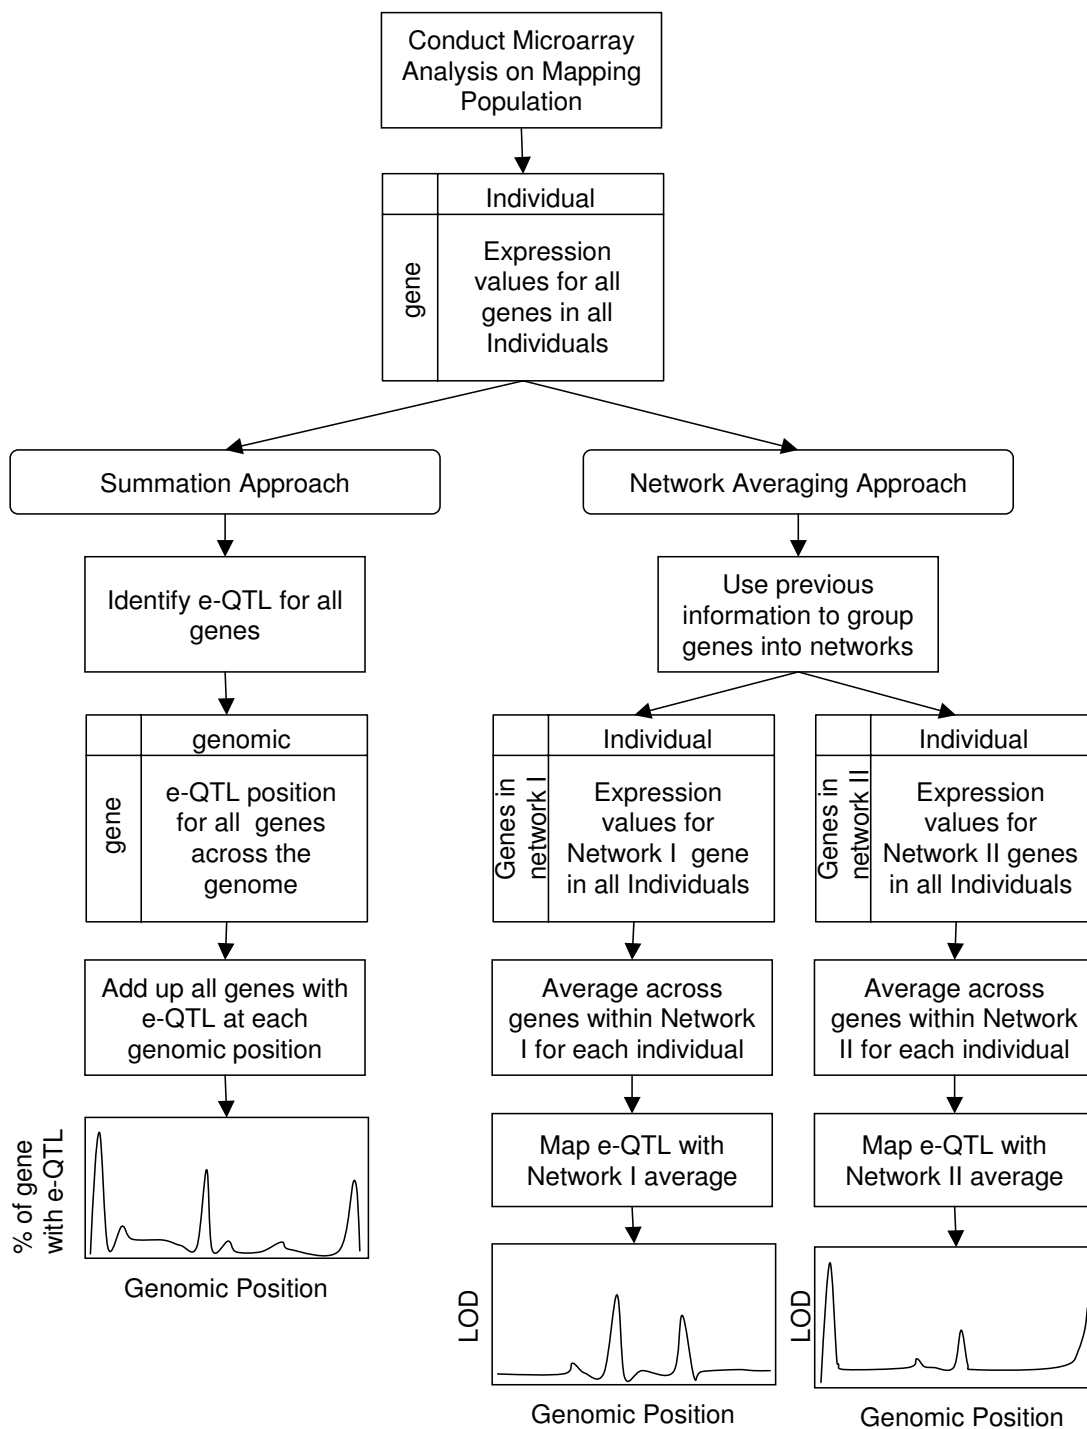 Conduct Microarray
Analysis on Mapping
Population
Individual
gene
Expression
values for all
genes in all
Individuals
Summation Approach
Network Averaging Approach
Identify e-QTL for all
genes
Use previous
information to group
genes into networks
genomic
gene
e-QTL position
for all genes
across the
genome
Individual
Genes in
network I
Expression
values for
Network I gene
in all Individuals
Individual
Genes in
network II
Expression
values for
Network II genes
in all Individuals
Add up all genes with
e-QTL at each
genomic position
Average across
genes within Network
I for each individual
Average across
genes within Network
II for each individual
Map e-QTL with
Network I average
Map e-QTL with
Network II average
% of gene
with e-QTL
Genomic Position
LOD
Genomic Position
LOD
Genomic Position